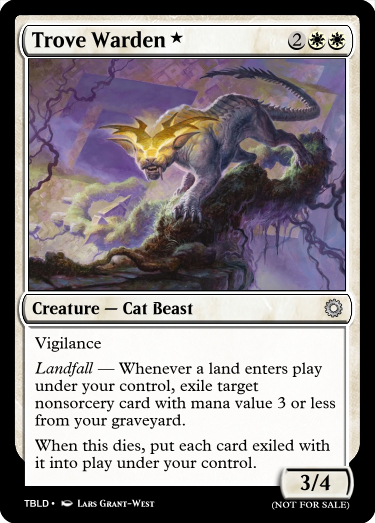 Trove Warden ★ 2
Creature — Cat Beast
Vigilance
Landfall — Whenever a land enters play
under your control, exile target
nonsorcery card with mana value 3 or less
from your graveyard.
When this dies, put each card exiled with
it into play under your control.
3/4
TBLD • Lars Grant-West
(NOT FOR SALE)